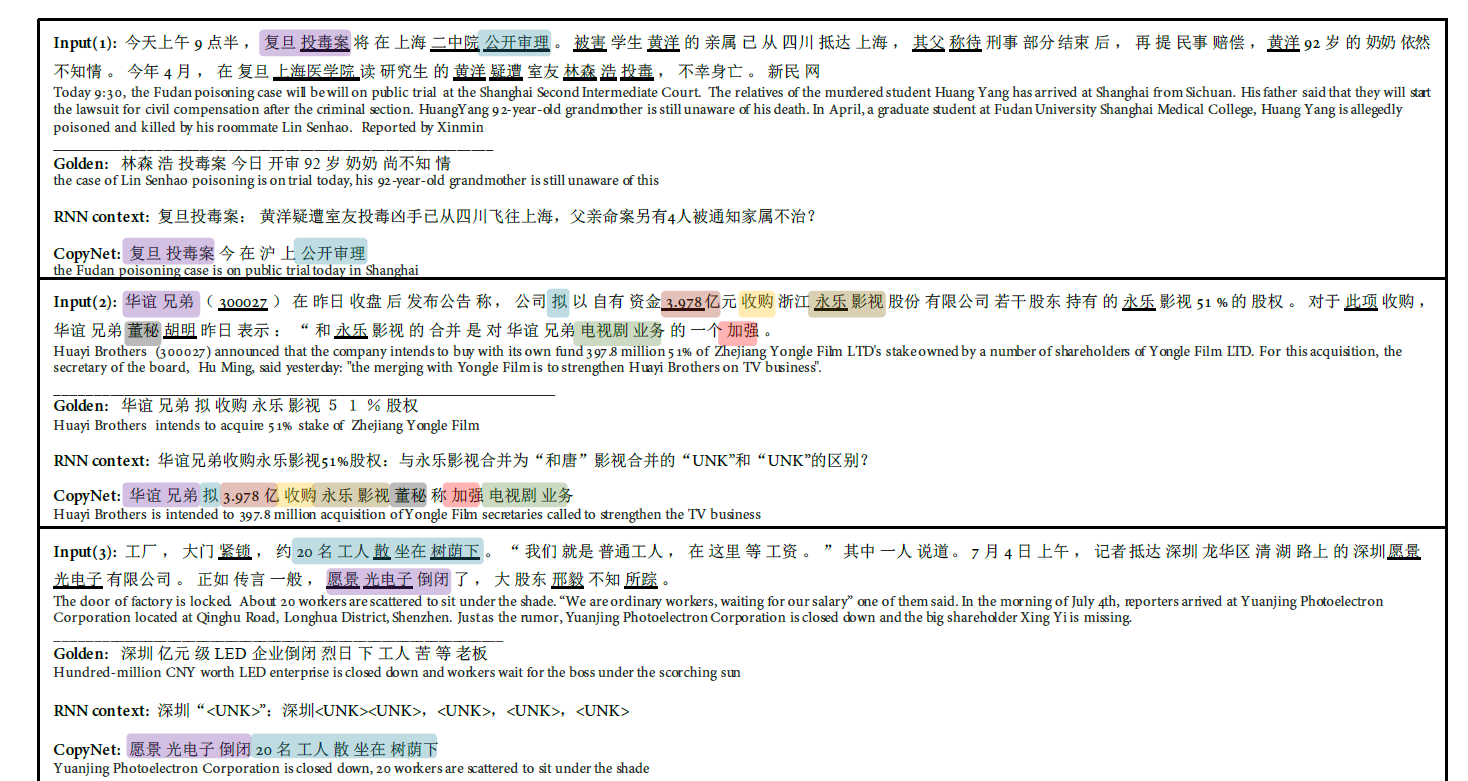 Input(1): 今天上午 9 点半， 复旦 投毒案 将 在 上海 二中院 公开审理 。 被害 学生 黄洋 的 亲属 已 从 四川 抵达 上海 ， 其父 称待 刑事 部分 结束 后 ， 再 提 民事 赔偿 ， 黄洋 92 岁 的 奶奶 依然
不知情 。 今年 4 月 ， 在 复旦 上海医学院 读 研究生 的 黄洋 疑遭 室友 林森 浩 投毒 ， 不幸 身亡 。 新民 网
Today 9:30, the Fudan poisoning case will be will on public trial at the Shanghai Second Intermediate Court. The relatives of the murdered student Huang Yang has arrived at Shanghai from Sichuan. His father said that they will start
the lawsuit for civil compensation after the criminal section. HuangYang 92-year-old grandmother is still unaware of his death. In April, a graduate student at Fudan University Shanghai Medical College, Huang Yang is allegedly
poisoned and killed by his roommate Lin Senhao. Reported by Xinmin
Golden: 林森 浩 投毒案 今日 开审 92 岁 奶奶 尚不知 情
the case of Lin Senhao poisoning is on trial today, his 92-year-old grandmother is still unaware of this
RNN context: 复旦投毒案： 黄洋疑遭室友投毒凶手已从四川飞往上海，父亲命案另有4人被通知家属不治？
CopyNet: 复旦 投毒案 今 在 沪 上 公开审理
the Fudan poisoning case is on public trial today in Shanghai
Input(2): 华谊 兄弟 （ 300027 ） 在 昨日 收盘 后 发布公告 称 ， 公司 拟 以 自有 资金 3.978 亿元 收购 浙江 永乐 影视 股份 有限公司 若干股东 持有 的 永乐 影视 51 % 的 股权 。 对于 此项 收购 ，
华谊 兄弟 董秘 胡明 昨日 表示 ： “ 和 永乐 影视 的 合并 是 对 华谊 兄弟 电视剧 业务 的 一个 加强 。
Huayi Brothers (300027) announced that the company intends to buy with its own fund 397.8 million 51% of Zhejiang Yongle Film LTD's stake owned by a number of shareholders of Yongle Film LTD. For this acquisition, the
secretary of the board, Hu Ming, said yesterday: "the merging with Yongle Film is to strengthen Huayi Brothers on TV business".
Golden: 华谊 兄弟 拟 收购 永乐 影视 ５ １ ％ 股权
Huayi Brothers intends to acquire 51% stake of Zhejiang Yongle Film
RNN context: 华谊兄弟收购永乐影视51%股权：与永乐影视合并为“和唐”影视合并的“UNK”和“UNK”的区别？
CopyNet: 华谊 兄弟 拟 3.978 亿 收购 永乐 影视 董秘 称 加强 电视剧 业务
Huayi Brothers is intended to 397.8 million acquisition of Yongle Film secretaries called to strengthen the TV business
Input(3): 工厂 ， 大门 紧锁 ， 约 20 名 工人 散 坐在 树荫下 。 “ 我们 就是 普通工人 ， 在 这里 等 工资 。 ” 其中 一人 说道 。 7 月 4 日 上午 ， 记者 抵达 深圳 龙华区 清 湖 路上 的 深圳 愿景
光电子 有限公司 。 正如 传言 一般 ， 愿景 光电子 倒闭 了 ， 大 股东 邢毅 不知 所踪 。
The door of factory is locked. About 20 workers are scattered to sit under the shade. “We are ordinary workers, waiting for our salary” one of them said. In the morning of July 4th, reporters arrived at Yuanjing Photoelectron
Corporation located at Qinghu Road, Longhua District, Shenzhen. Just as the rumor, Yuanjing Photoelectron Corporation is closed down and the big shareholder Xing Yi is missing.
Golden: 深圳 亿元 级 LED 企业倒闭 烈日 下 工人 苦 等 老板
Hundred-million CNY worth LED enterprise is closed down and workers wait for the boss under the scorching sun
RNN context: 深圳 “<UNK>”：深圳<UNK><UNK>，<UNK>，<UNK>，<UNK>
CopyNet: 愿景 光电子 倒闭 20 名 工人 散 坐在 树荫下
Yuanjing Photoelectron Corporation is closed down, 20 workers are scattered to sit under the shade